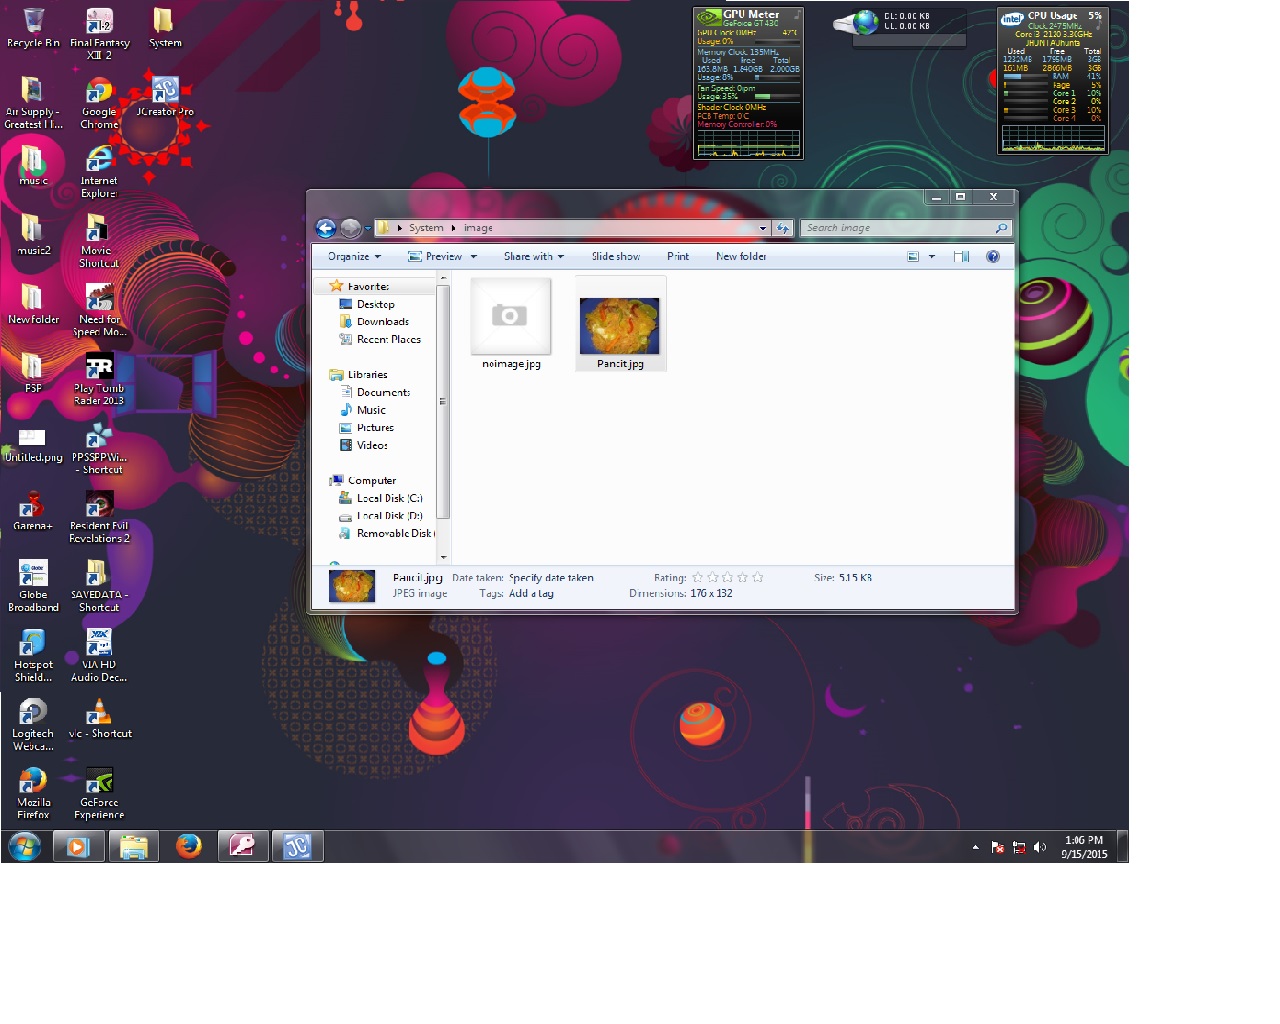 Recycle Bin
Final Fantasy
XIII-2
System
Air Supply -
Greatest Hi...
Google
Chrome
JCreator Pro
music
Internet
Explorer
music2
Movie -
Shortcut
New folder
Need for
Speed Mo...
PSP
Play Tomb
Raider 2013
Untitled.png
PPSSPPWi...
- Shortcut
Garena+
Resident Evil
Revelations 2
Globe
Broadband
SAVEDATA -
Shortcut
Hotspot
Shield...
VIA HD
Audio Dec...
Logitech
Webca...
vlc - Shortcut
Mozilla
Firefox
GeForce
Experience
GPU Meter
GeForce GT 430
GPU Clock: 0MHz 47°C
Usage: 0%
Memory Clock: 135MHz
Used Free Total
163.8MB 1.840GB 2.000GB
Usage: 8%
Fan Speed: 0rpm
Usage: 35%
Shader Clock: 0MHz
PCB Temp: 0°C
Memory Controller: 0%
DL: 0.00 KB
UL: 0.00 KB
intel
CPU Usage 5%
Clock: 2475MHz
Core i3-2120 3.30GHz
Used Free Total
1232MB 1795MB 3GB
161MB 2866MB 3GB
RAM 41%
Page 5%
Core 1 10%
Core 2 0%
Core 3 10%
Core 4 0%
System image
Search image
Organize
Preview
Share with
Slide show
Print
New folder
Favorites
Desktop
Downloads
Recent Places
Libraries
Documents
Music
Pictures
Videos
Computer
Local Disk (C:)
Local Disk (D:)
Removable Disk (
noimage.jpg
Pancit.jpg
Pancit.jpg Date taken: Specify date taken Rating: Size: 5.15 KB
JPEG image Tags: Add a tag Dimensions: 176 x 132
1:06 PM
9/15/2015